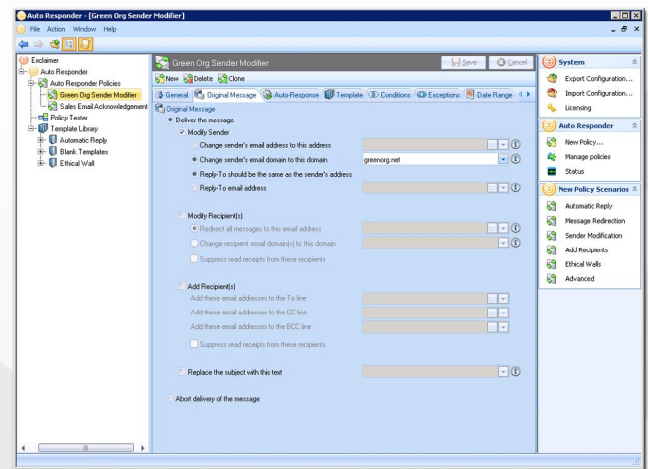 Auto Responder - [Green Org Sender Modifier]
File Action Window Help
Exclaimer
Auto Responder
Auto Responder Policies
Green Org Sender Modifier
Sales Email Acknowledgement
Policy Tester
Template Library
Automatic Reply
Blank Templates
Ethical Wall
Green Org Sender Modifier
Save Cancel
New Delete Clone
General Original Message Auto-Response Template Conditions Exceptions Date Range
Original Message
Deliver the message
Modify Sender
Change sender's email address to this address
Change sender's email domain to this domain greenorg.net
Reply-To should be the same as the sender's address
Reply-To email address
Modify Recipient(s)
Redirect all messages to this email address
Change recipient email domain(s) to this domain
Suppress read receipts from these recipients
Add Recipient(s)
Add these email addresses to the To line
Add these email addresses to the CC line
Add these email addresses to the BCC line
Suppress read receipts from these recipients
Replace the subject with this text
Abort delivery of the message
System
Export Configuration...
Import Configuration...
Licensing
Auto Responder
New Policy...
Manage policies
Status
New Policy Scenarios
Automatic Reply
Message Redirection
Sender Modification
Add Recipients
Ethical Walls
Advanced